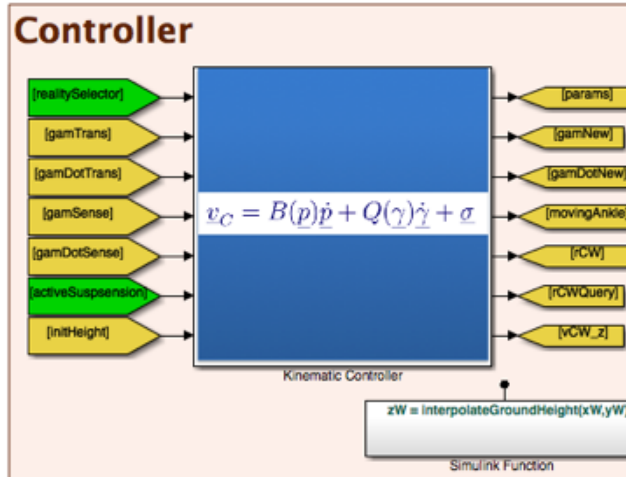 Controller
[realitySelector]
[gamTrans]
[gamDotTrans]
[gamSense]
[gamDotSense]
[activeSuspsension]
[initHeight]
v_C = B(p)ṗ + Q(γ)γ̇ + σ
[params]
[gamNew]
[gamDotNew]
[movingAnkle]
[rCW]
[rCWQuery]
[vCW_z]
Kinematic Controller
zW = interpolateGroundHeight(xW,yW)
Simulink Function